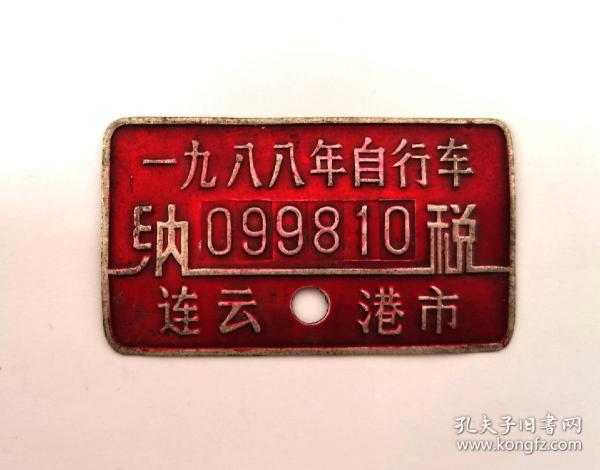 一九八八年自行车
纳 099810 税
连云港市
孔夫子旧书网
www.kongfz.com